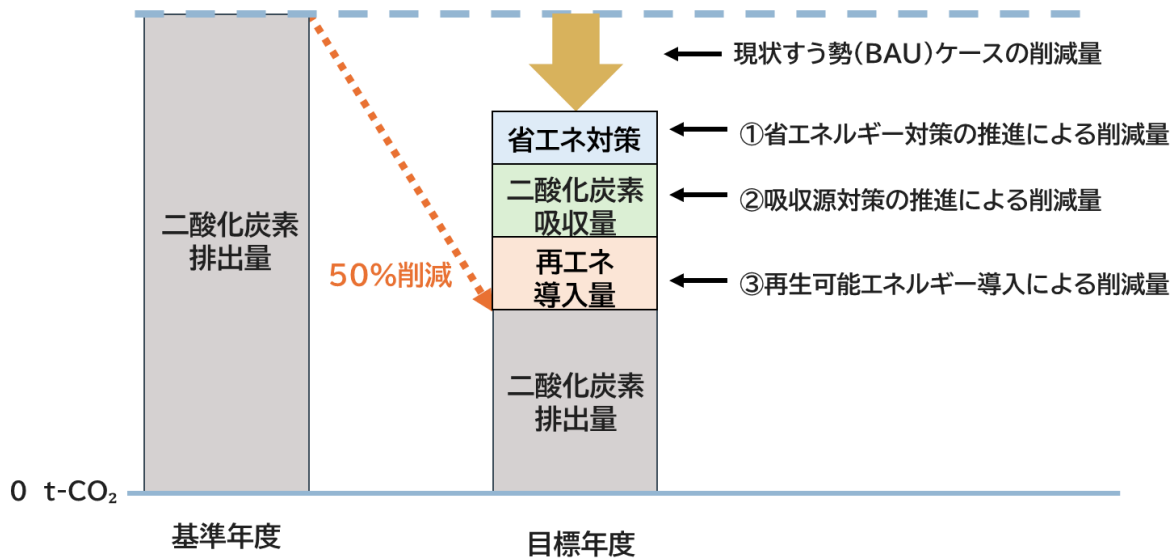 現状すう勢（BAU）ケースの削減量
省エネ対策
①省エネルギー対策の推進による削減量
二酸化炭素
吸収量
②吸収源対策の推進による削減量
二酸化炭素
排出量
50%削減
再エネ
導入量
③再生可能エネルギー導入による削減量
二酸化炭素
排出量
0 t-CO₂
基準年度
目標年度